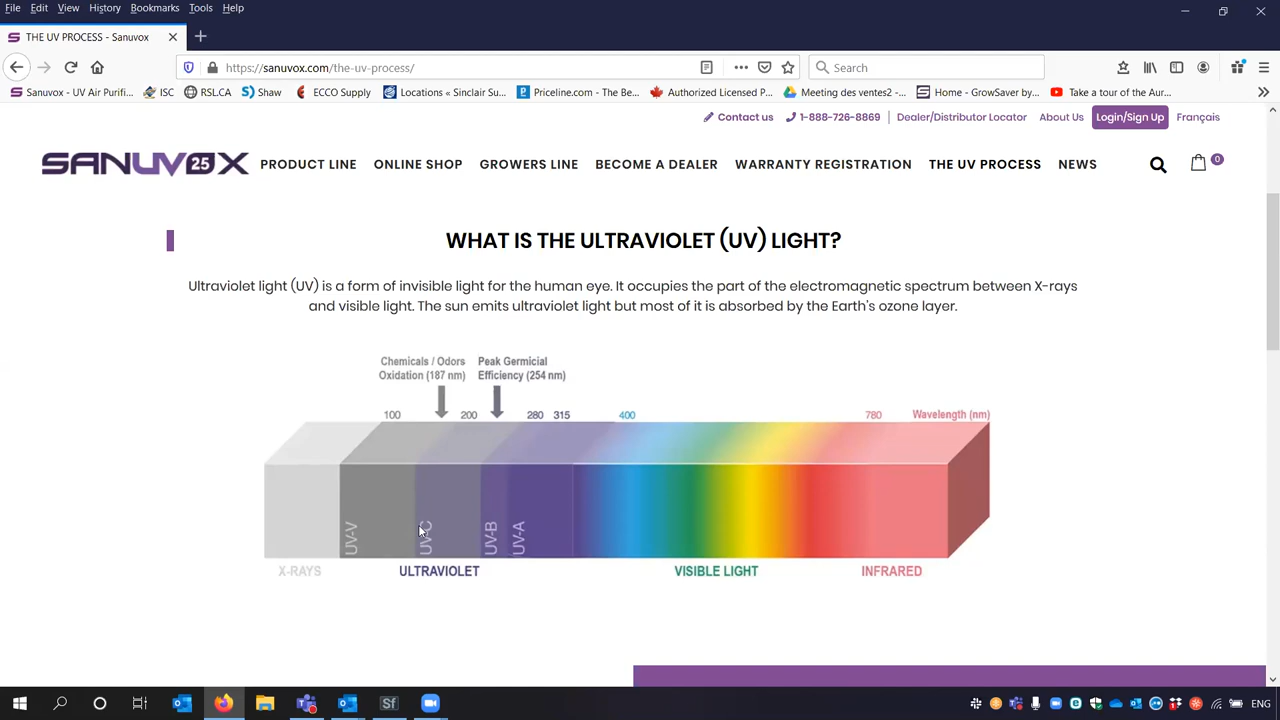 File Edit View History Bookmarks Tools Help
THE UV PROCESS - Sanuvox
https://sanuvox.com/the-uv-process/
Search
Sanuvox - UV Air Purifi...
ISC
RSL.CA
Shaw
ECCO Supply
Locations « Sinclair Su...
Priceline.com - The Be...
Authorized Licensed P...
Meeting des ventes2 -...
Home - GrowSaver by...
Take a tour of the Aur...
Contact us
1-888-726-8869
Dealer/Distributor Locator
About Us
Login/Sign Up
Français
SANUVOX 25
PRODUCT LINE
ONLINE SHOP
GROWERS LINE
BECOME A DEALER
WARRANTY REGISTRATION
THE UV PROCESS
NEWS
0
WHAT IS THE ULTRAVIOLET (UV) LIGHT?
Ultraviolet light (UV) is a form of invisible light for the human eye. It occupies the part of the electromagnetic spectrum between X-rays
and visible light. The sun emits ultraviolet light but most of it is absorbed by the Earth's ozone layer.
Chemicals / Odors
Oxidation (187 nm)
Peak Germicial
Efficiency (254 nm)
100 200 280 315 400 780 Wavelength (nm)
UV-V
UV-C
UV-B
UV-A
X-RAYS
ULTRAVIOLET
VISIBLE LIGHT
INFRARED
Sf
ENG